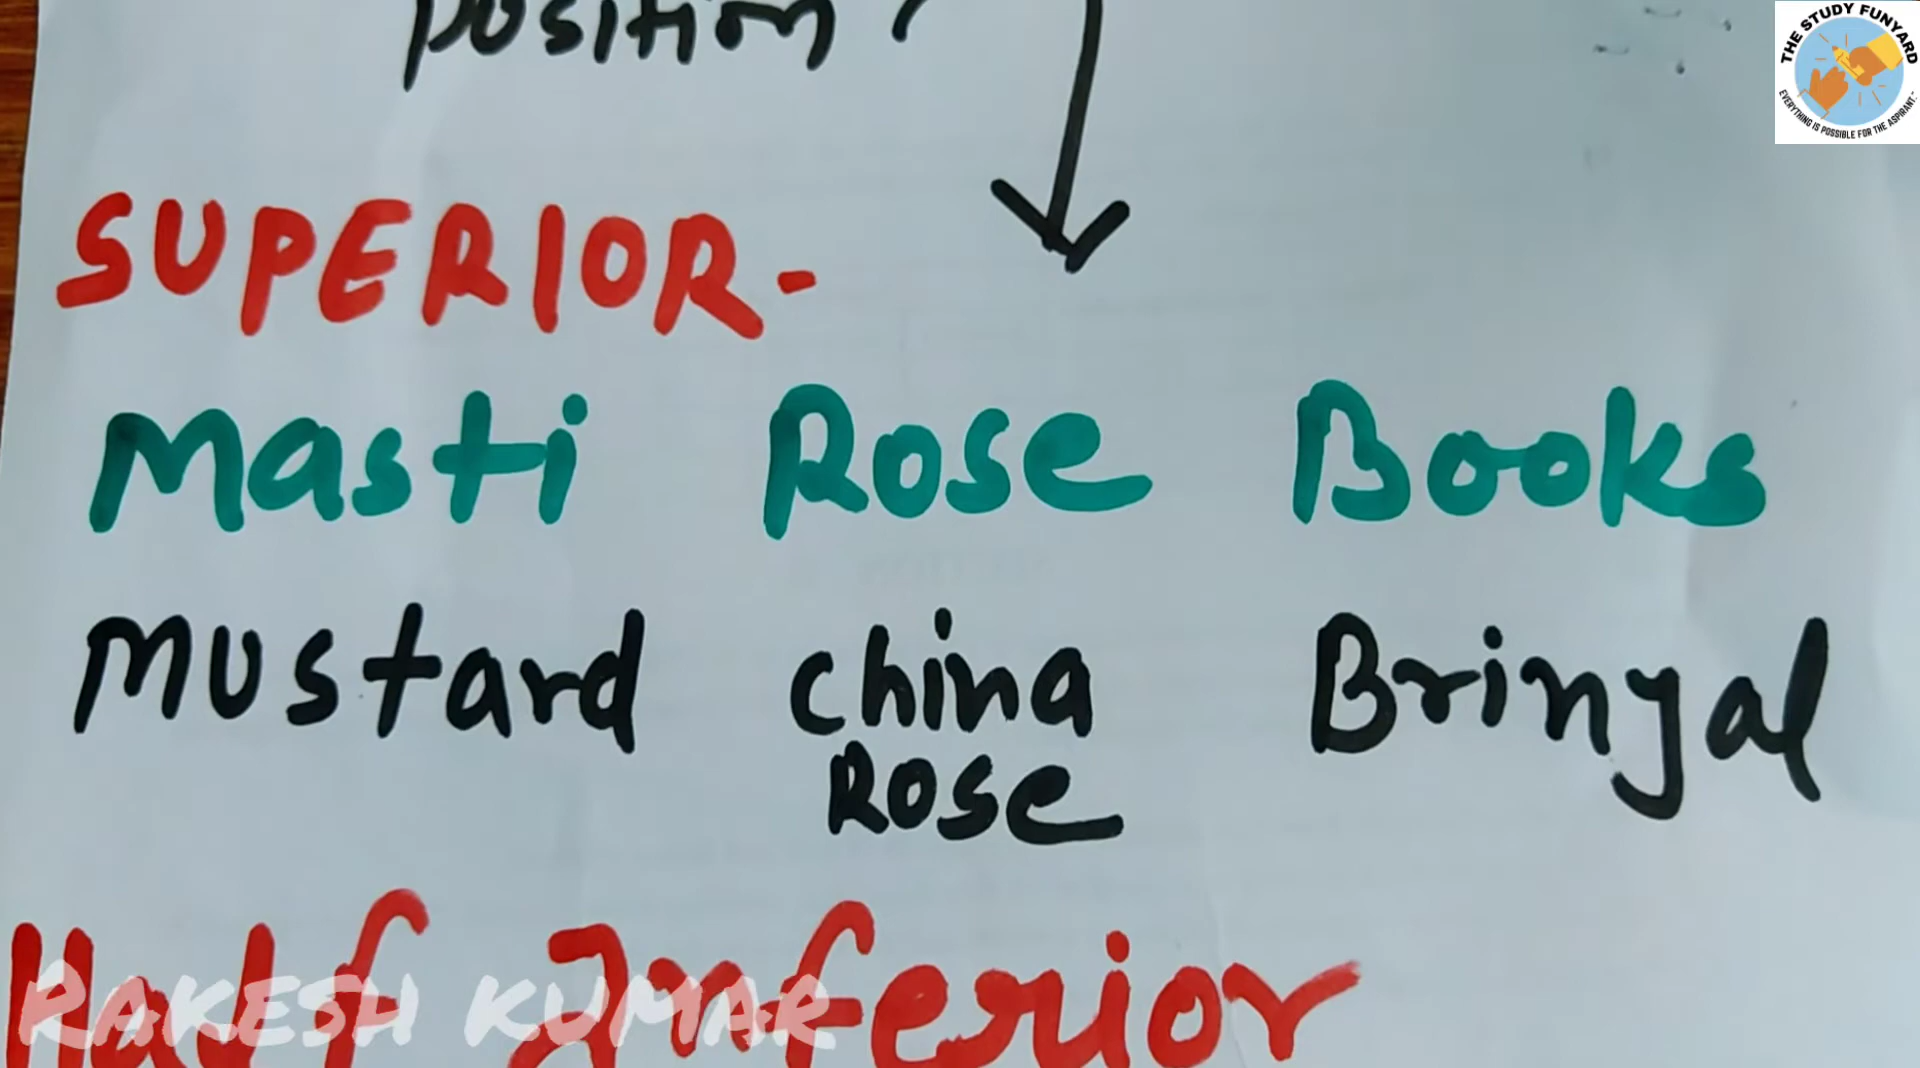 position
THE STUDY FUNYARD
EVERYTHING IS POSSIBLE FOR THE ASPIRANT.
SUPERIOR-
Masti Rose Books
Mustard china Rose Brinjal
Half Inferior
RAKESH KUMAR